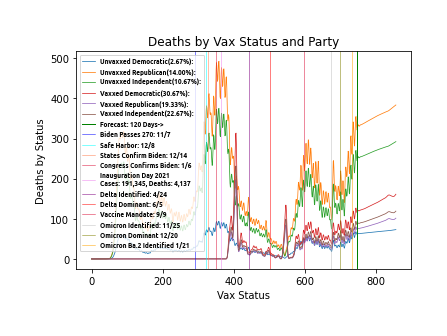 Deaths by Vax Status and Party
Deaths by Status
500
400
300
200
100
0
Unvaxxed Democratic(2.67%):
Unvaxxed Republican(14.00%):
Unvaxxed Independent(10.67%):
Vaxxed Democratic(30.67%):
Vaxxed Republican(19.33%):
Vaxxed Independent(22.67%):
Forecast: 120 Days->
Biden Passes 270: 11/7
Safe Harbor: 12/8
States Confirm Biden: 12/14
Congress Confirms Biden: 1/6
Inauguration Day 2021
Cases: 191,345, Deaths: 4,137
Delta Identified: 4/24
Delta Dominant: 6/5
Vaccine Mandate: 9/9
Omicron Identified: 11/25
Omicron Dominant 12/20
Omicron Ba.2 Identified 1/21
0 200 400 600 800
Vax Status